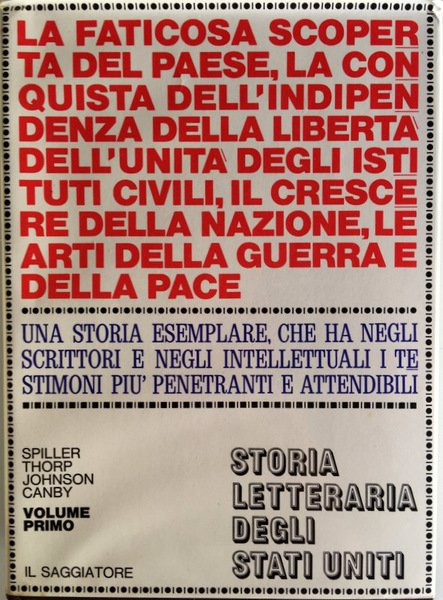 LA FATICOSA SCOPER
TA DEL PAESE, LA CON
QUISTA DELL'INDIPEN
DENZA DELLA LIBERTÀ
DELL'UNITÀ DEGLI ISTI
TUTI CIVILI, IL CRESCE
RE DELLA NAZIONE, LE
ARTI DELLA GUERRA E
DELLA PACE
UNA STORIA ESEMPLARE, CHE HA NEGLI
SCRITTORI E NEGLI INTELLETTUALI I TE
STIMONI PIU' PENETRANTI E ATTENDIBILI
SPILLER
THORP
JOHNSON
CANBY
VOLUME
PRIMO
IL SAGGIATORE
STORIA
LETTERARIA
DEGLI
STATI UNITI